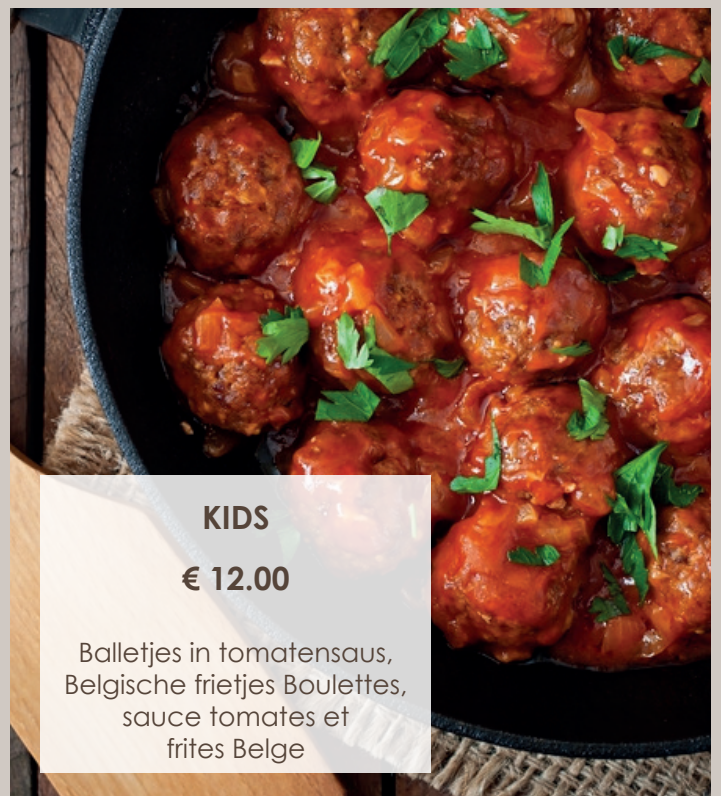 KIDS
€ 12.00
Balletjes in tomatensaus,
Belgische frietjes Boulettes,
sauce tomates et
frites Belge